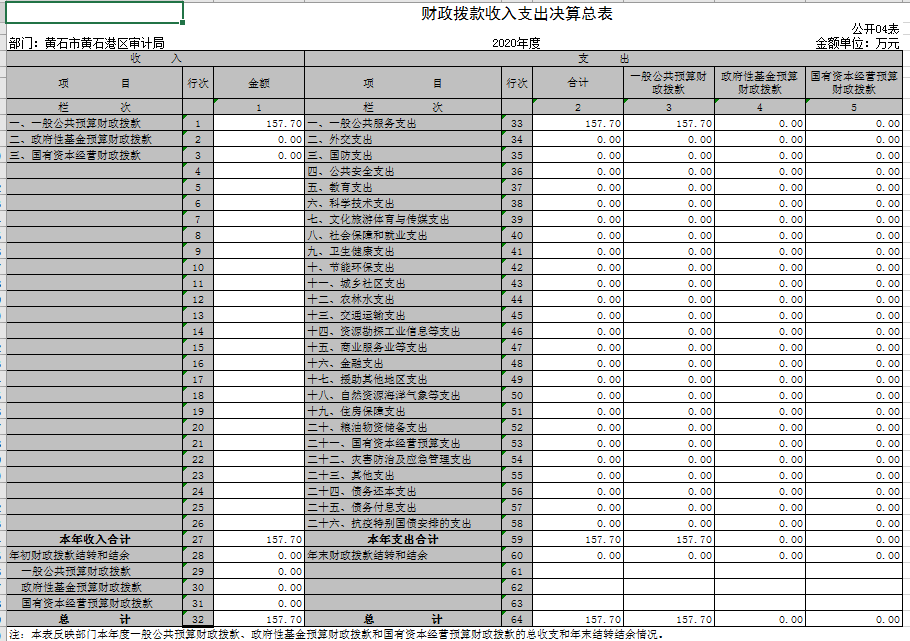 财政拨款收入支出决算总表
公开04表
部门：黄石市黄石港区审计局 2020年度 金额单位：万元
收 入 支 出
项 目 行次 金额 项 目 行次 合计 一般公共预算财政拨款 政府性基金预算财政拨款 国有资本经营预算财政拨款
栏 次 1 栏 次 2 3 4 5
一、一般公共预算财政拨款 1 157.70 一、一般公共服务支出 33 157.70 157.70 0.00 0.00
二、政府性基金预算财政拨款 2 0.00 二、外交支出 34 0.00 0.00 0.00 0.00
三、国有资本经营财政拨款 3 0.00 三、国防支出 35 0.00 0.00 0.00 0.00
4 四、公共安全支出 36 0.00 0.00 0.00 0.00
5 五、教育支出 37 0.00 0.00 0.00 0.00
6 六、科学技术支出 38 0.00 0.00 0.00 0.00
7 七、文化旅游体育与传媒支出 39 0.00 0.00 0.00 0.00
8 八、社会保障和就业支出 40 0.00 0.00 0.00 0.00
9 九、卫生健康支出 41 0.00 0.00 0.00 0.00
10 十、节能环保支出 42 0.00 0.00 0.00 0.00
11 十一、城乡社区支出 43 0.00 0.00 0.00 0.00
12 十二、农林水支出 44 0.00 0.00 0.00 0.00
13 十三、交通运输支出 45 0.00 0.00 0.00 0.00
14 十四、资源勘探工业信息等支出 46 0.00 0.00 0.00 0.00
15 十五、商业服务业等支出 47 0.00 0.00 0.00 0.00
16 十六、金融支出 48 0.00 0.00 0.00 0.00
17 十七、援助其他地区支出 49 0.00 0.00 0.00 0.00
18 十八、自然资源海洋气象等支出 50 0.00 0.00 0.00 0.00
19 十九、住房保障支出 51 0.00 0.00 0.00 0.00
20 二十、粮油物资储备支出 52 0.00 0.00 0.00 0.00
21 二十一、国有资本经营预算支出 53 0.00 0.00 0.00 0.00
22 二十二、灾害防治及应急管理支出 54 0.00 0.00 0.00 0.00
23 二十三、其他支出 55 0.00 0.00 0.00 0.00
24 二十四、债务还本支出 56 0.00 0.00 0.00 0.00
25 二十五、债务付息支出 57 0.00 0.00 0.00 0.00
26 二十六、抗疫特别国债安排的支出 58 0.00 0.00 0.00 0.00
本年收入合计 27 157.70 本年支出合计 59 157.70 157.70 0.00 0.00
年初财政拨款结转和结余 28 0.00 年末财政拨款结转和结余 60 0.00 0.00 0.00 0.00
一般公共预算财政拨款 29 0.00 61
政府性基金预算财政拨款 30 0.00 62
国有资本经营预算财政拨款 31 0.00 63
总 计 32 157.70 总 计 64 157.70 157.70 0.00 0.00
注：本表反映部门本年度一般公共预算财政拨款、政府性基金预算财政拨款和国有资本经营预算财政拨款的总收支和年末结转结余情况。